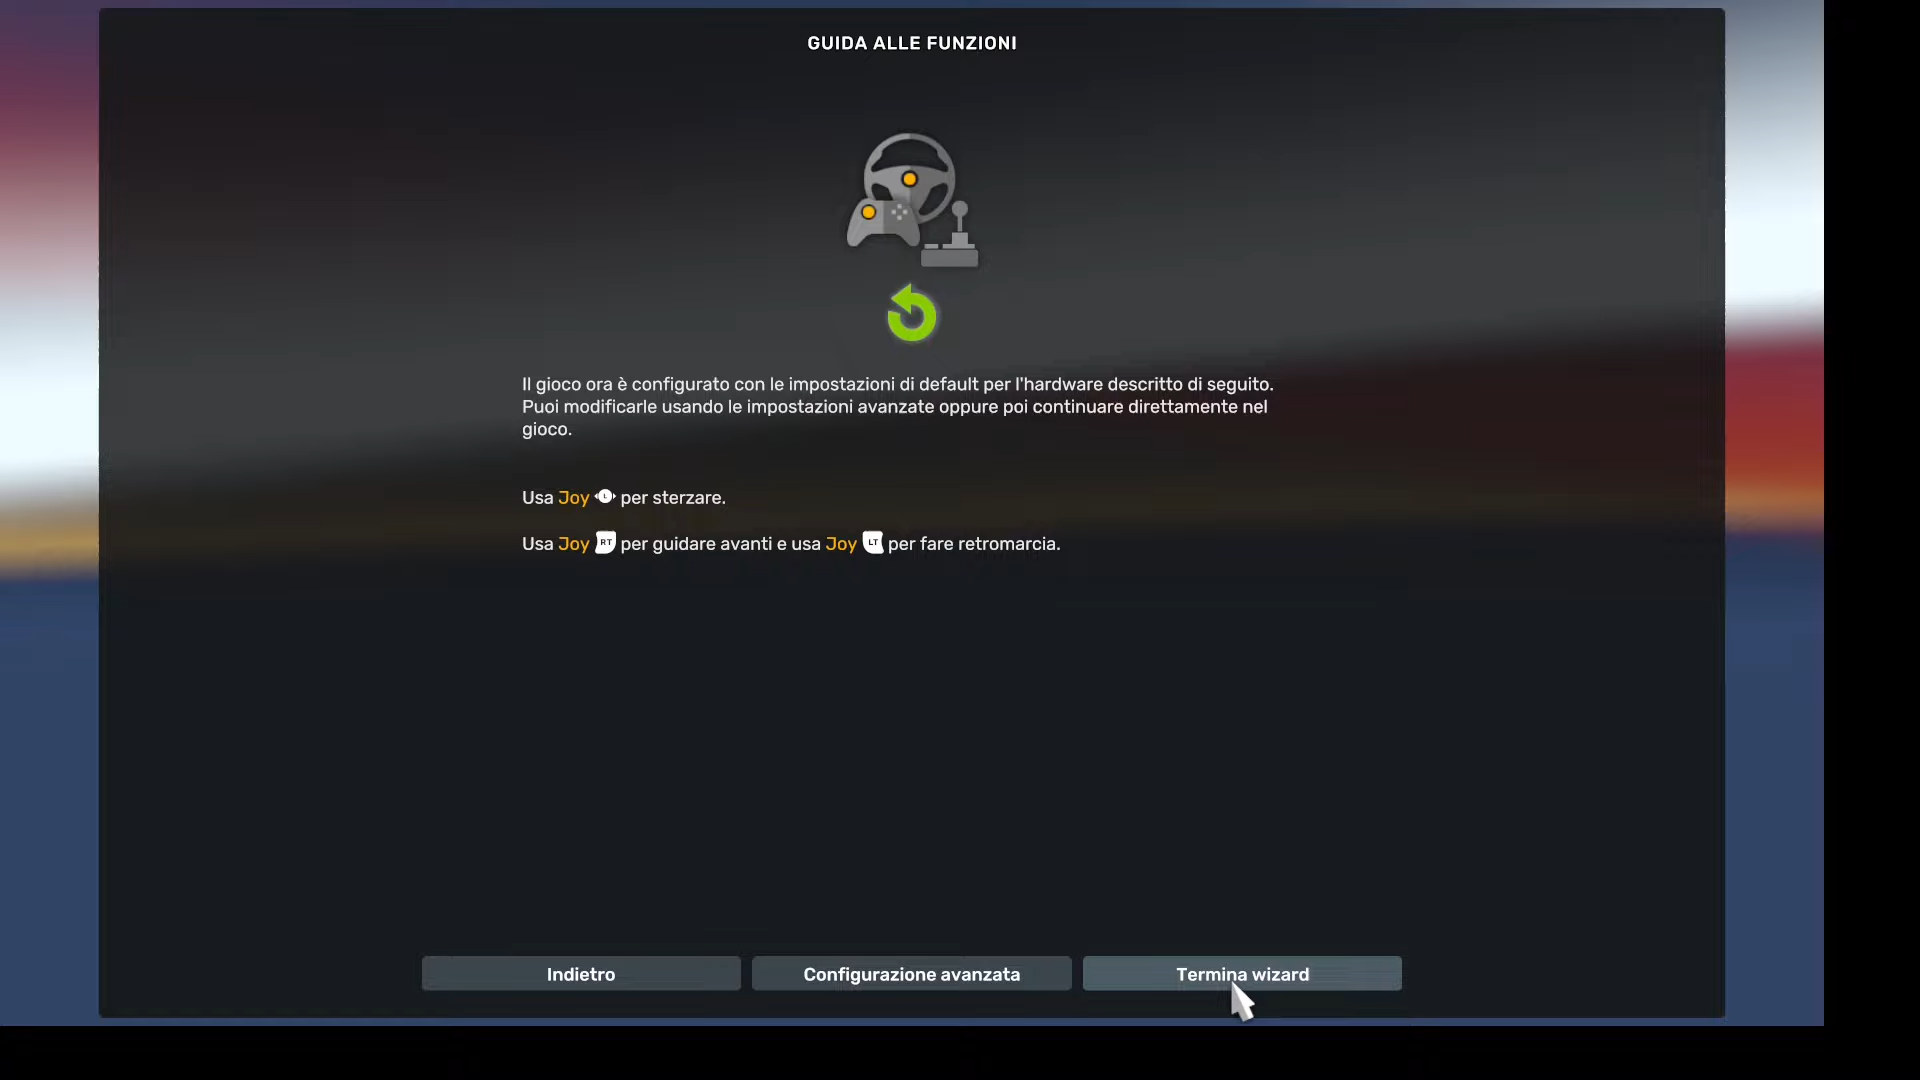 GUIDA ALLE FUNZIONI
Il gioco ora è configurato con le impostazioni di default per l'hardware descritto di seguito.
Puoi modificarle usando le impostazioni avanzate oppure poi continuare direttamente nel
gioco.
Usa Joy L per sterzare.
Usa Joy RT per guidare avanti e usa Joy LT per fare retromarcia.
Indietro
Configurazione avanzata
Termina wizard